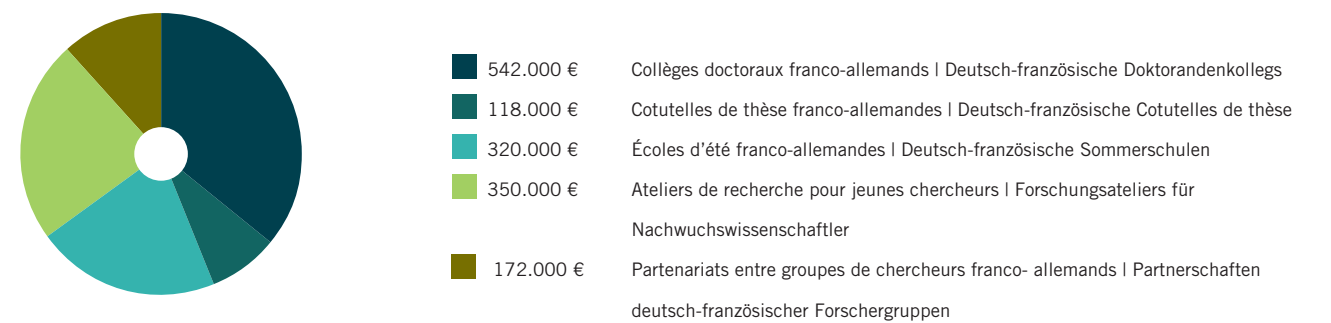 542.000 € Collèges doctoraux franco-allemands | Deutsch-französische Doktorandenkollegs
118.000 € Cotutelles de thèse franco-allemandes | Deutsch-französische Cotutelles de thèse
320.000 € Écoles d'été franco-allemandes | Deutsch-französische Sommerschulen
350.000 € Ateliers de recherche pour jeunes chercheurs | Forschungsateliers für
Nachwuchswissenschaftler
172.000 € Partenariats entre groupes de chercheurs franco- allemands | Partnerschaften
deutsch-französischer Forschergruppen